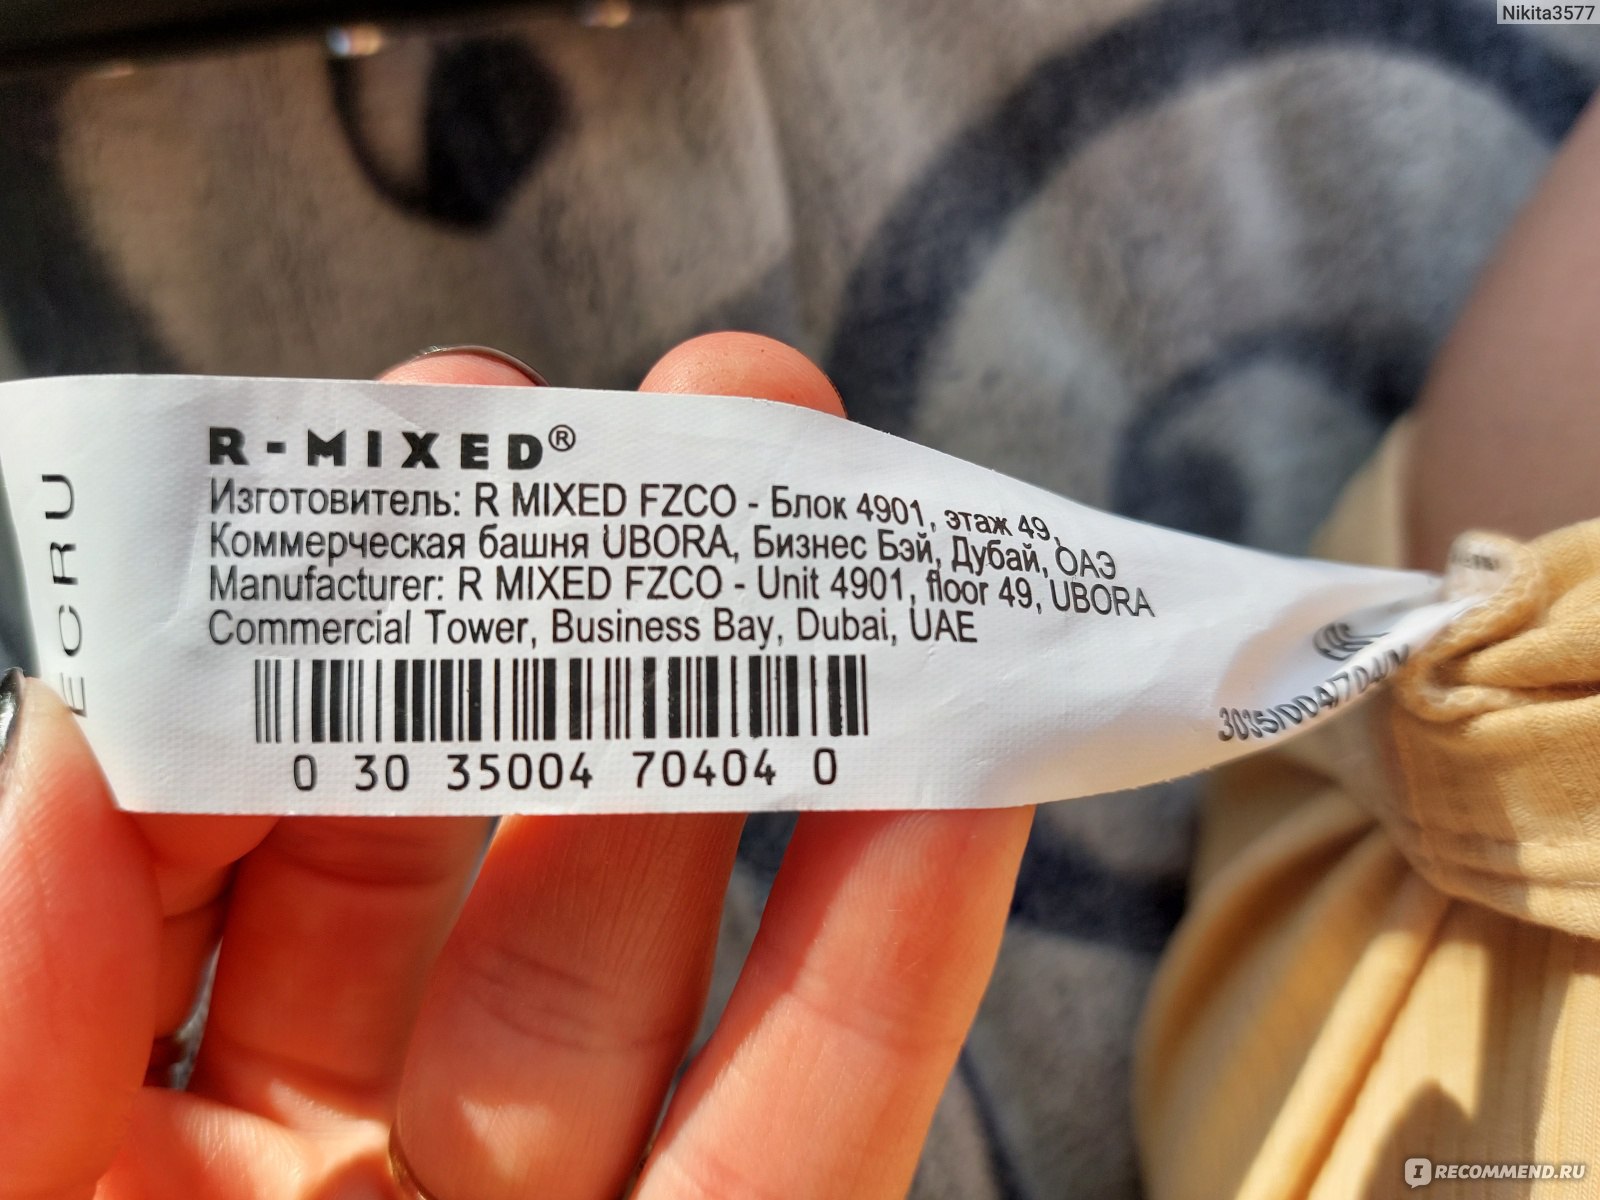 Nikita3577
R-MIXED®
Изготовитель: R MIXED FZCO - Блок 4901, этаж 49,
Коммерческая башня UBORA, Бизнес Бэй, Дубай, ОАЭ
Manufacturer: R MIXED FZCO - Unit 4901, floor 49, UBORA
Commercial Tower, Business Bay, Dubai, UAE
0 30 35004 70404 0
ECRU
IRECOMMEND.RU